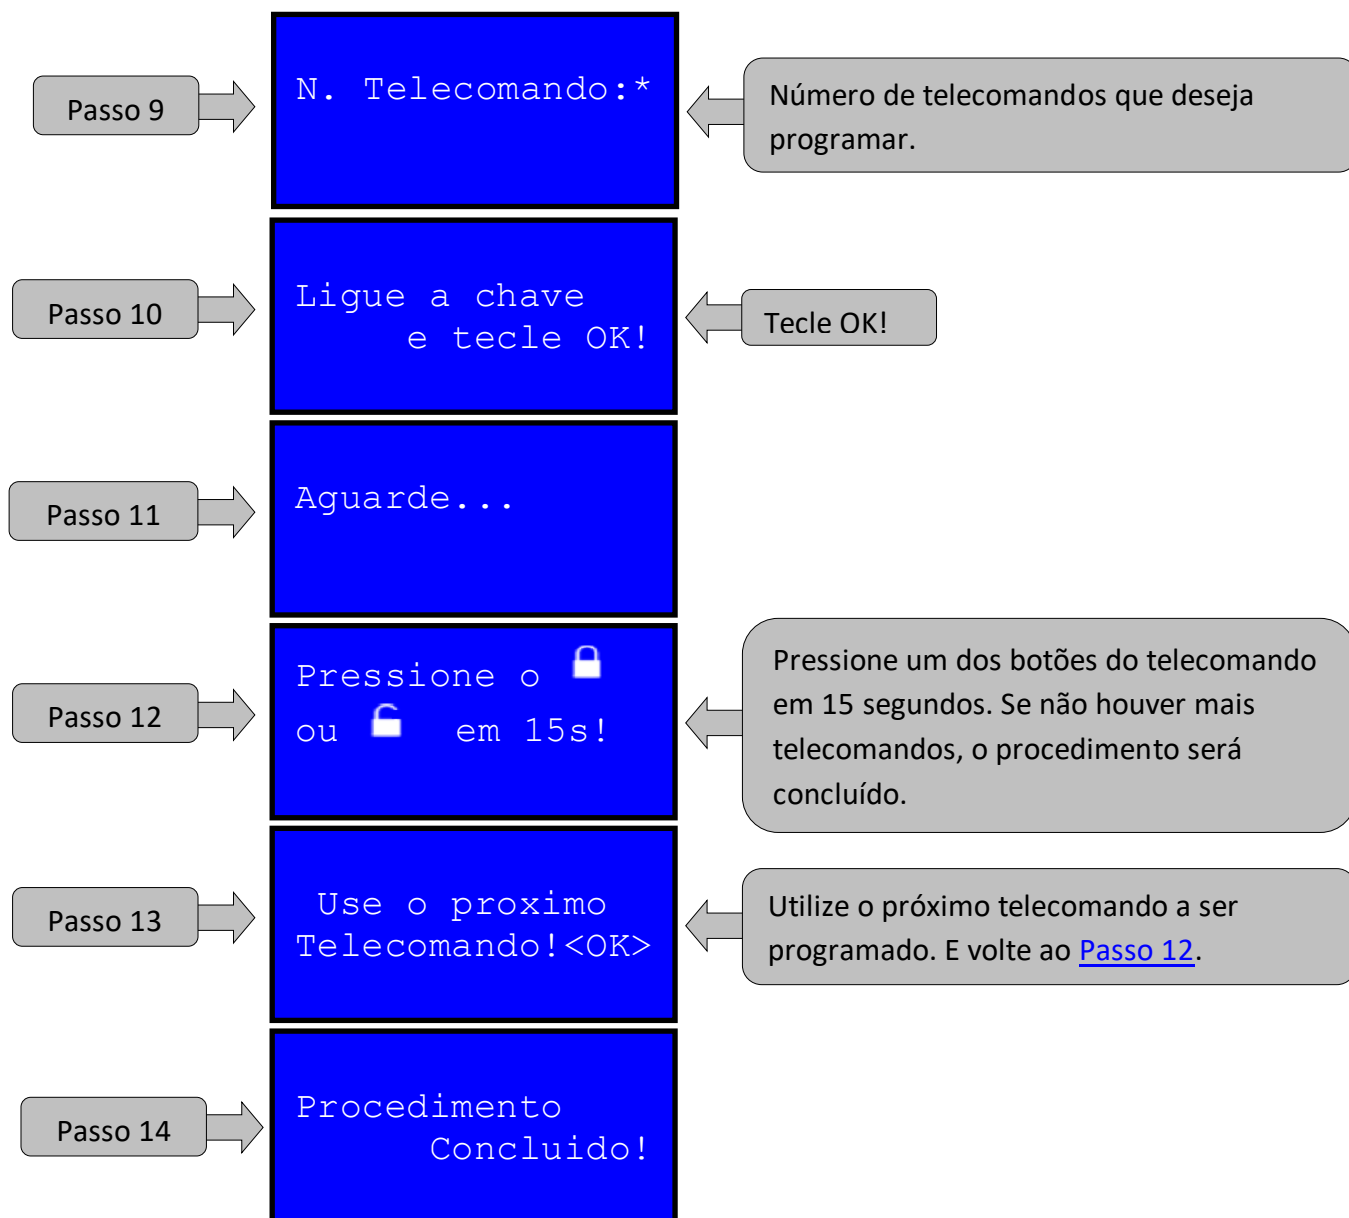 Passo 9
N. Telecomando:*
Número de telecomandos que deseja
programar.
Passo 10
Ligue a chave
e tecle OK!
Tecle OK!
Passo 11
Aguarde...
Passo 12
Pressione o
ou em 15s!
Pressione um dos botões do telecomando
em 15 segundos. Se não houver mais
telecomandos, o procedimento será
concluído.
Passo 13
Use o proximo
Telecomando!<OK>
Utilize o próximo telecomando a ser
programado. E volte ao Passo 12.
Passo 14
Procedimento
Concluido!